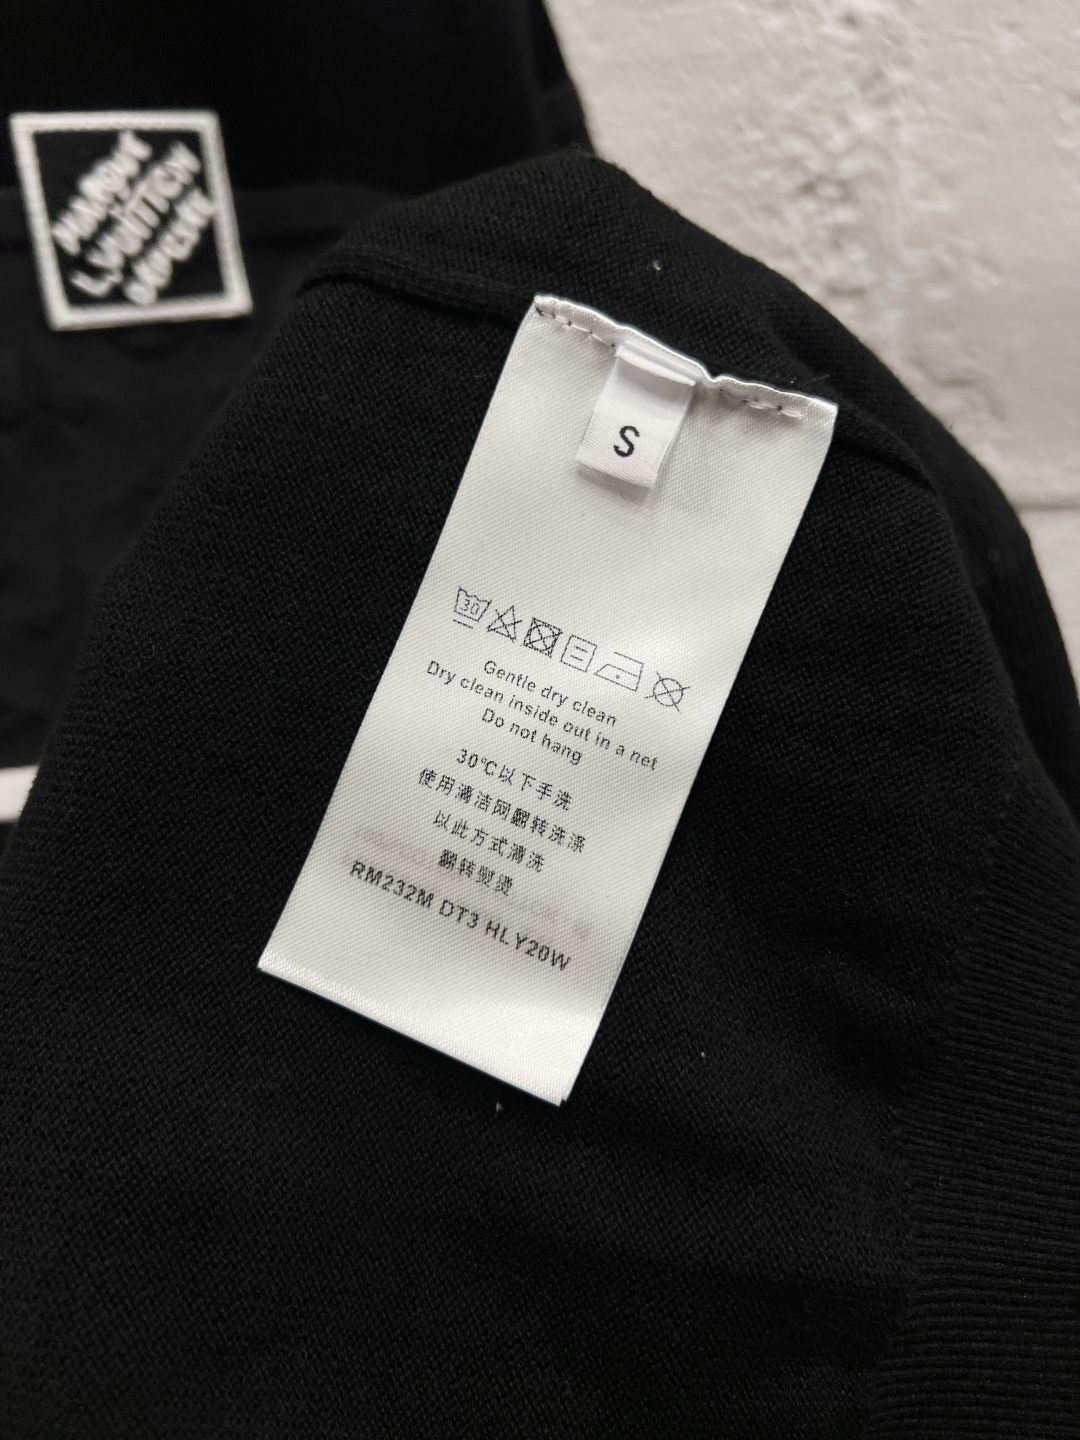 S
30
Gentle dry clean
Dry clean inside out in a net
Do not hang
30℃以下手洗
使用清洁网翻转洗涤
以此方式清洗
翻转熨烫
RM232M DT3 HLY20W